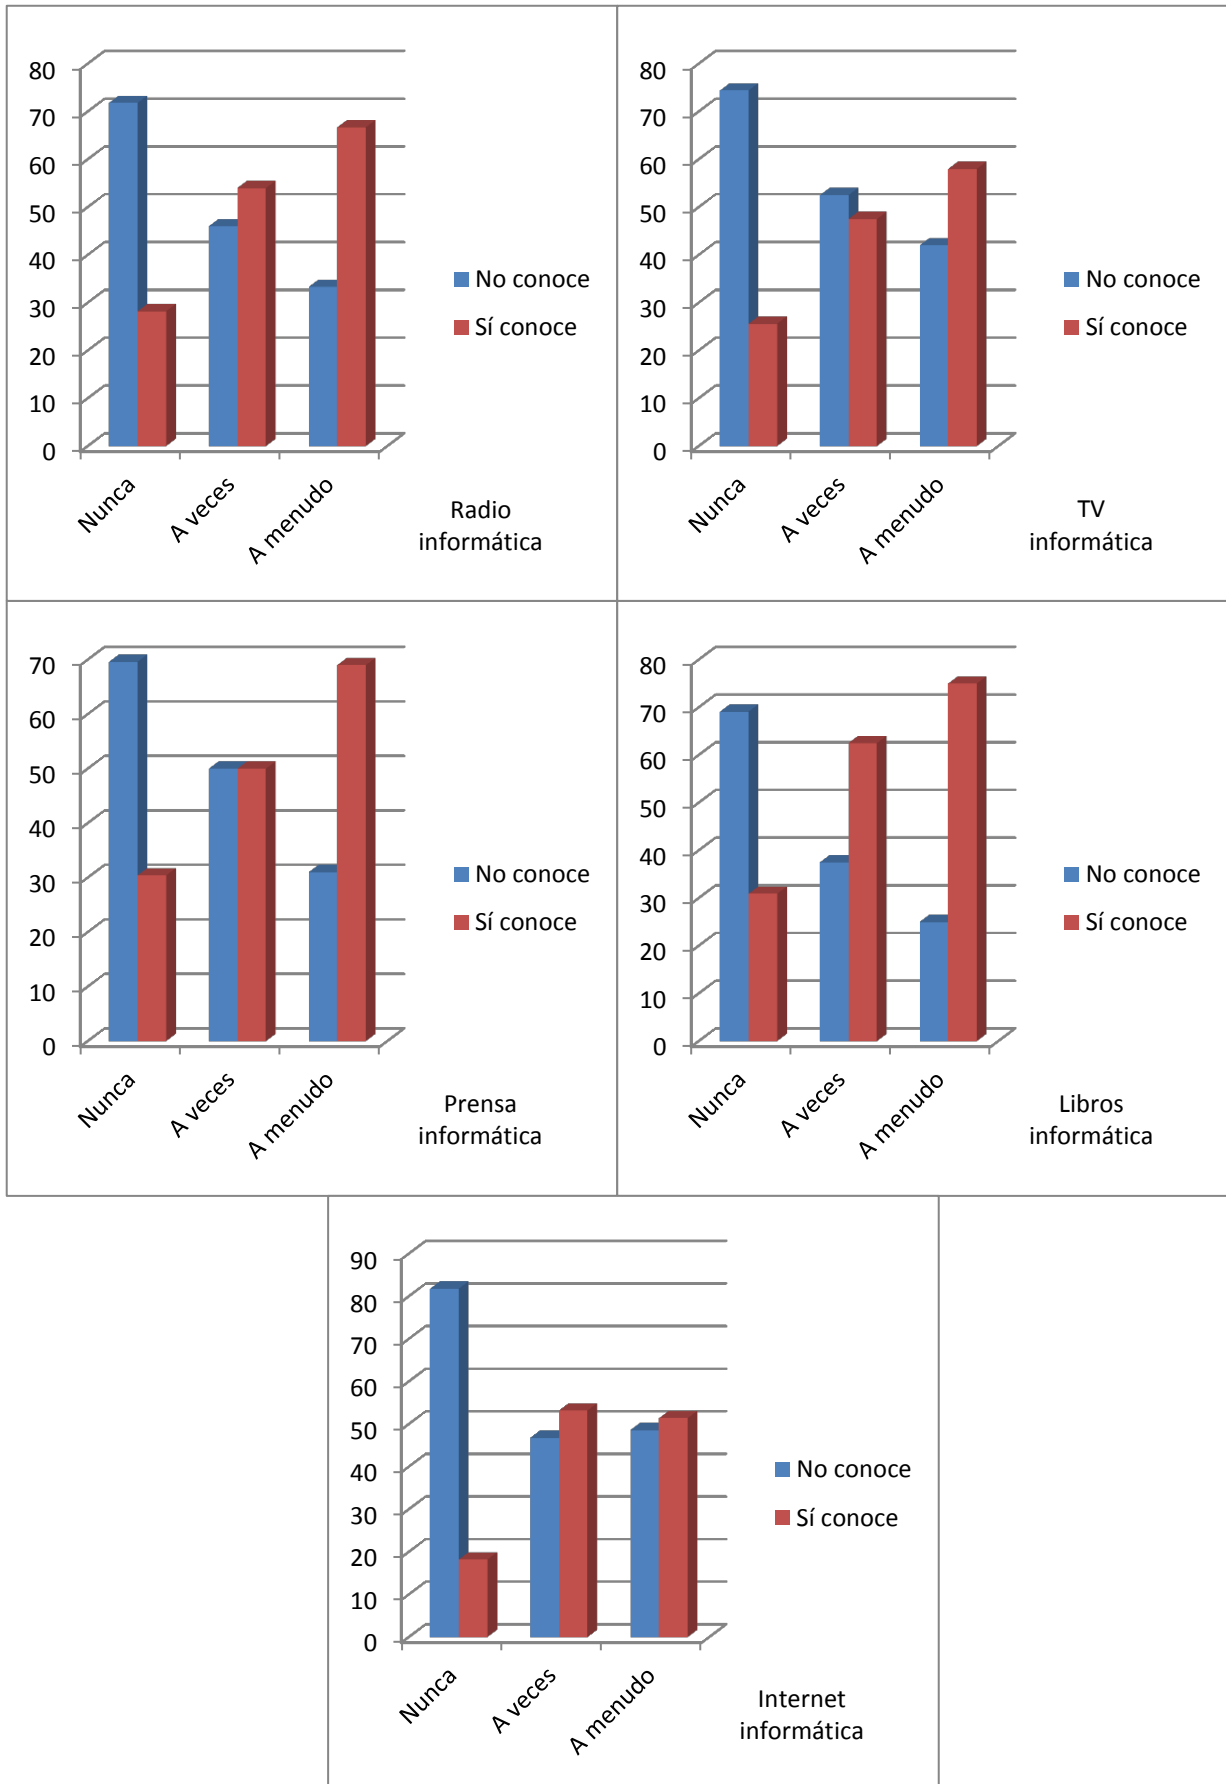 80
70
60
50
40
30
20
10
0
Nunca
A veces
A menudo
No conoce
Sí conoce
Radio
informática
80
70
60
50
40
30
20
10
0
Nunca
A veces
A menudo
No conoce
Sí conoce
TV
informática
70
60
50
40
30
20
10
0
Nunca
A veces
A menudo
No conoce
Sí conoce
Prensa
informática
80
70
60
50
40
30
20
10
0
Nunca
A veces
A menudo
No conoce
Sí conoce
Libros
informática
90
80
70
60
50
40
30
20
10
0
Nunca
A veces
A menudo
No conoce
Sí conoce
Internet
informática